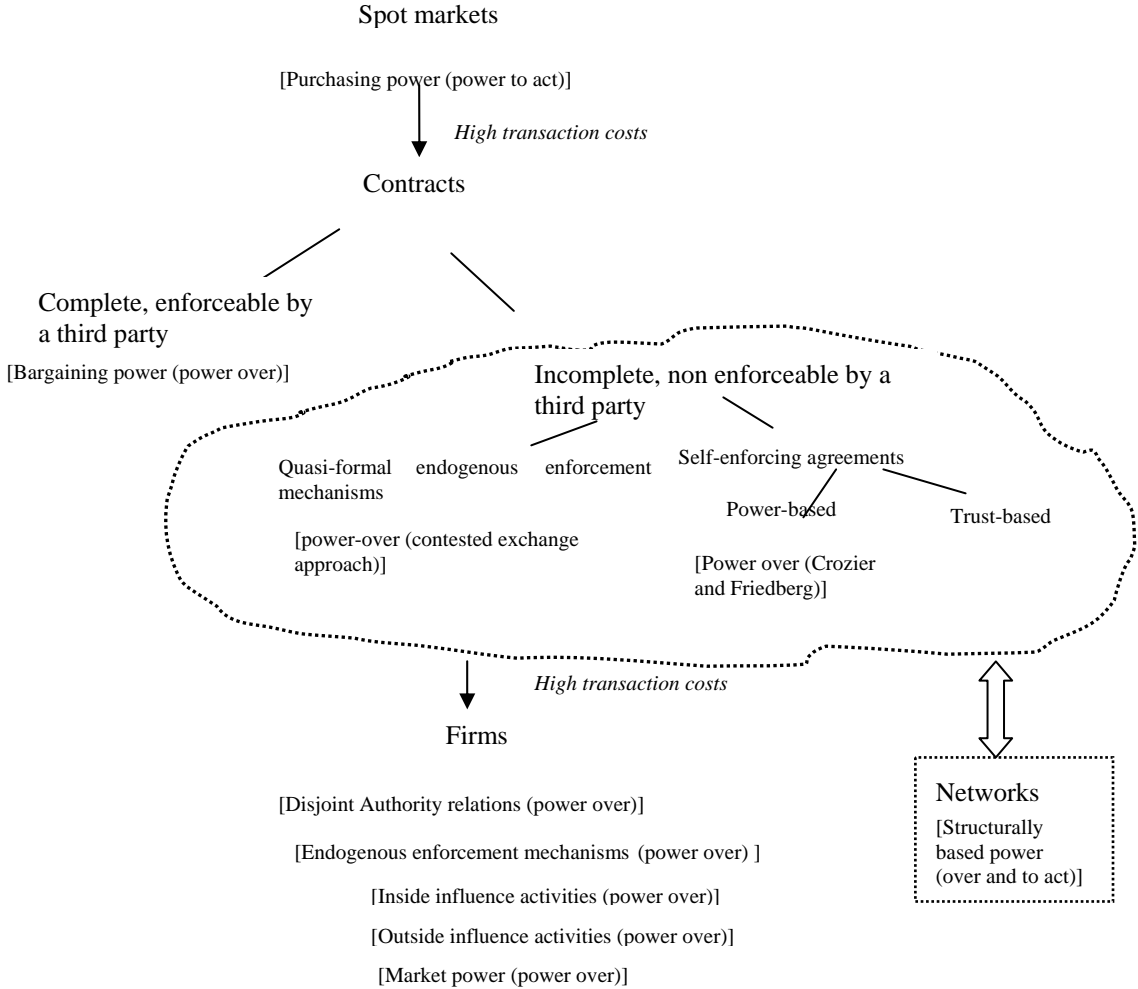 Spot markets
[Purchasing power (power to act)]
High transaction costs
Contracts
Complete, enforceable by
a third party
[Bargaining power (power over)]
Incomplete, non enforceable by a
third party
Quasi-formal endogenous enforcement
mechanisms
[power-over (contested exchange
approach)]
Self-enforcing agreements
Power-based
Trust-based
[Power over (Crozier
and Friedberg)]
High transaction costs
Firms
[Disjoint Authority relations (power over)]
[Endogenous enforcement mechanisms (power over) ]
[Inside influence activities (power over)]
[Outside influence activities (power over)]
[Market power (power over)]
Networks
[Structurally
based power
(over and to act)]